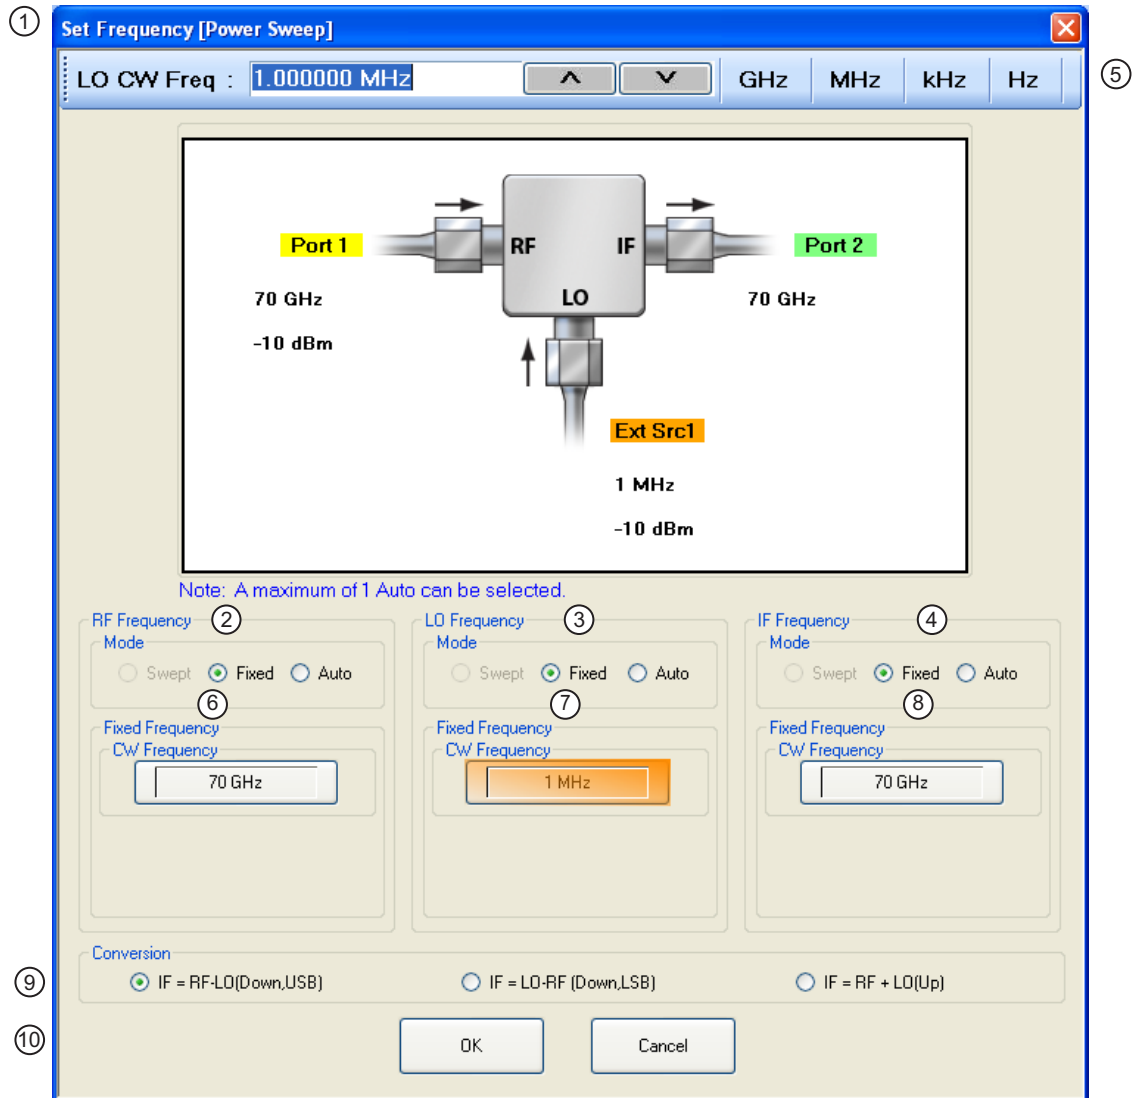 ① Set Frequency [Power Sweep]
LO CW Freq : 1.000000 MHz GHz MHz kHz Hz ⑤
RF IF
Port 1 Port 2
LO
70 GHz 70 GHz
-10 dBm
Ext Src1
1 MHz
-10 dBm
Note: A maximum of 1 Auto can be selected.
RF Frequency ②
Mode
Swept Fixed Auto
⑥
Fixed Frequency
CW Frequency
70 GHz
LO Frequency ③
Mode
Swept Fixed Auto
⑦
Fixed Frequency
CW Frequency
1 MHz
IF Frequency ④
Mode
Swept Fixed Auto
⑧
Fixed Frequency
CW Frequency
70 GHz
Conversion
⑨ IF = RF-LO(Down,USB) IF = LO-RF (Down,LSB) IF = RF + LO(Up)
⑩ OK Cancel